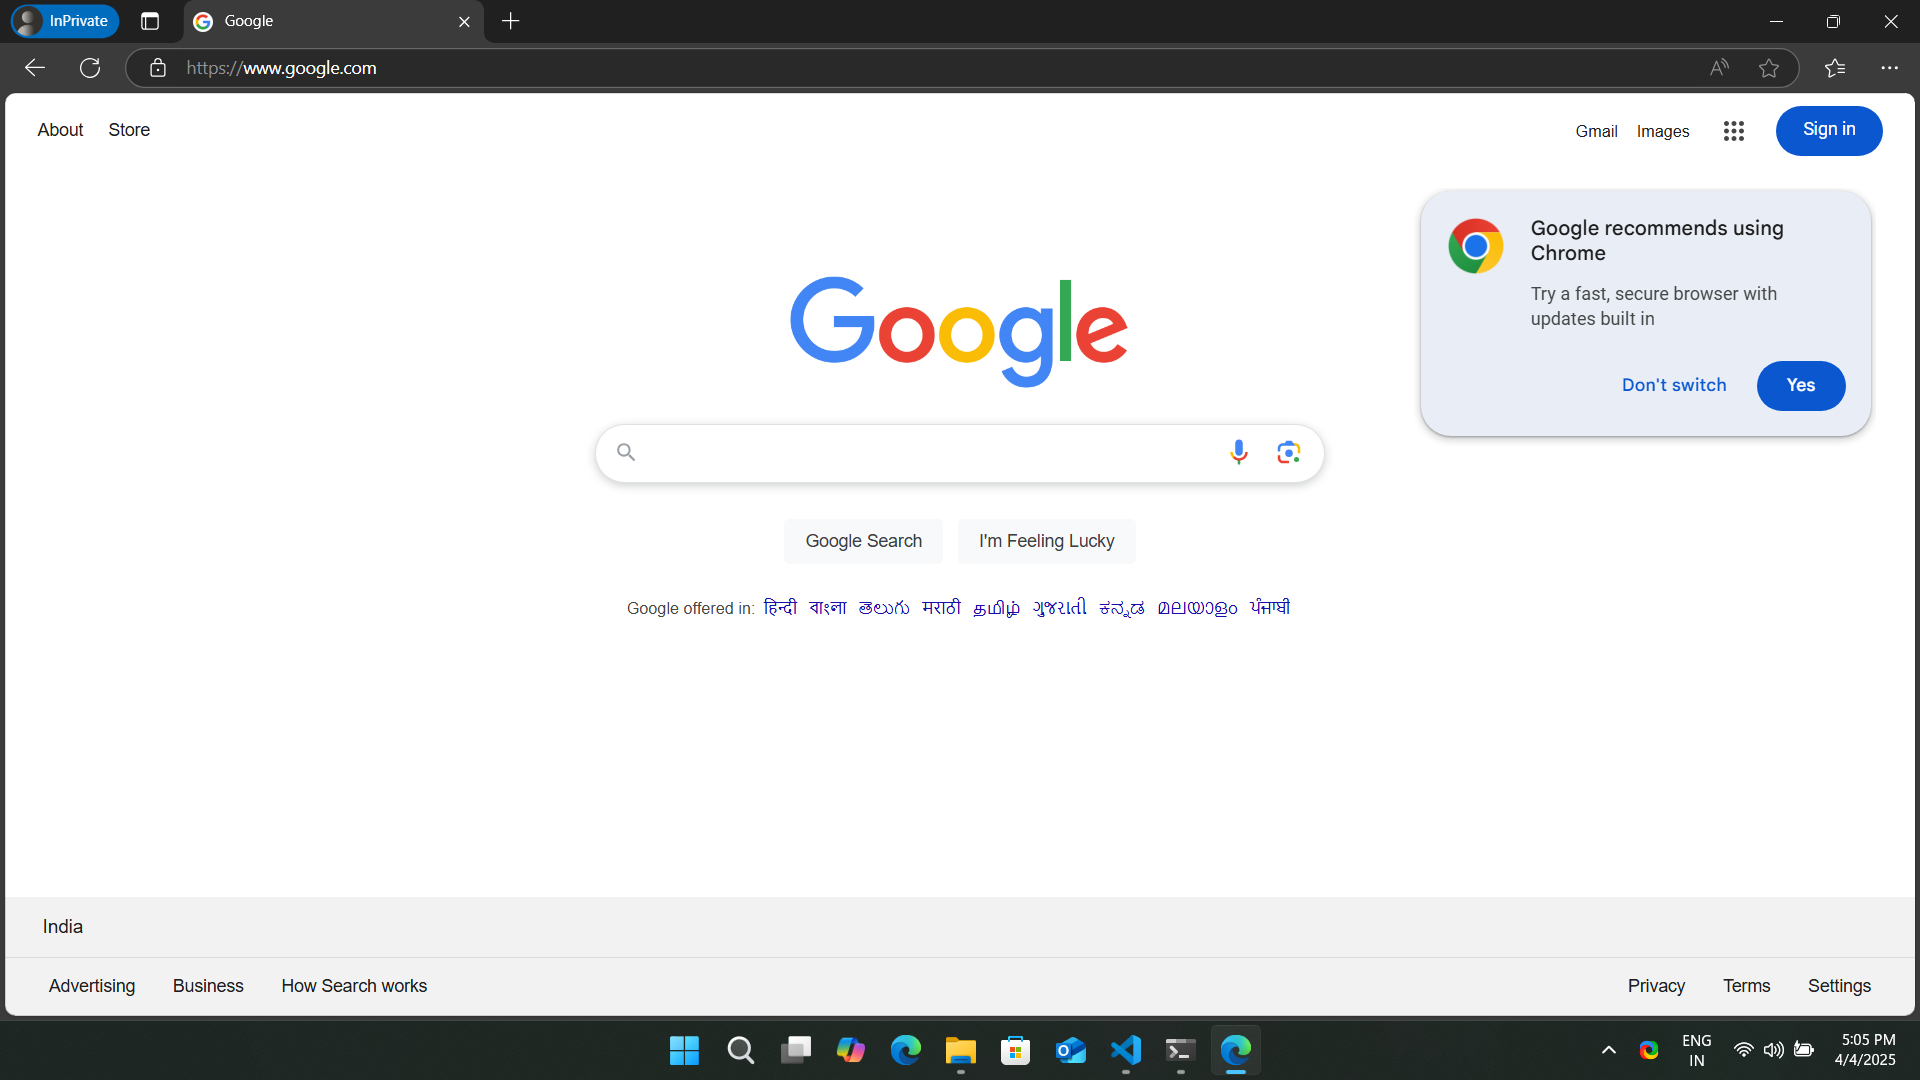 InPrivate
Google
https://www.google.com
About Store
Gmail Images Sign in
Google recommends using
Chrome
Try a fast, secure browser with
updates built in
Don't switch Yes
Google
Google Search I'm Feeling Lucky
Google offered in: हिन्दी বাংলা తెలుగు मराठी தமிழ் ગુજરાતી ಕನ್ನಡ മലയാളം ਪੰਜਾਬੀ
India
Advertising Business How Search works
Privacy Terms Settings
ENG
IN
5:05 PM
4/4/2025